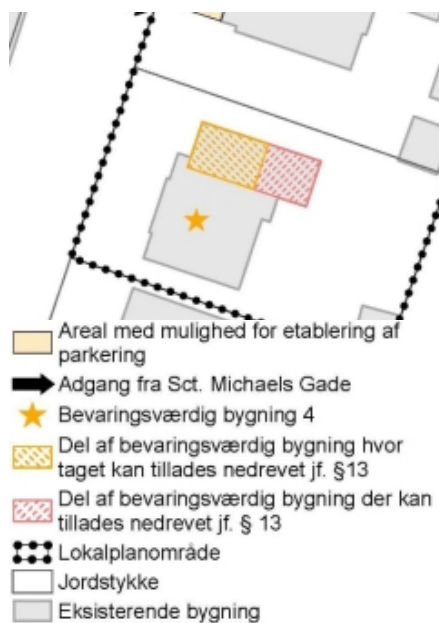 Areal med mulighed for etablering af
parkering
Adgang fra Sct. Michaels Gade
Bevaringsværdig bygning 4
Del af bevaringsværdig bygning hvor
taget kan tillades nedrevet jf. §13
Del af bevaringsværdig bygning der kan
tillades nedrevet jf. § 13
Lokalplanområde
Jordstykke
Eksisterende bygning